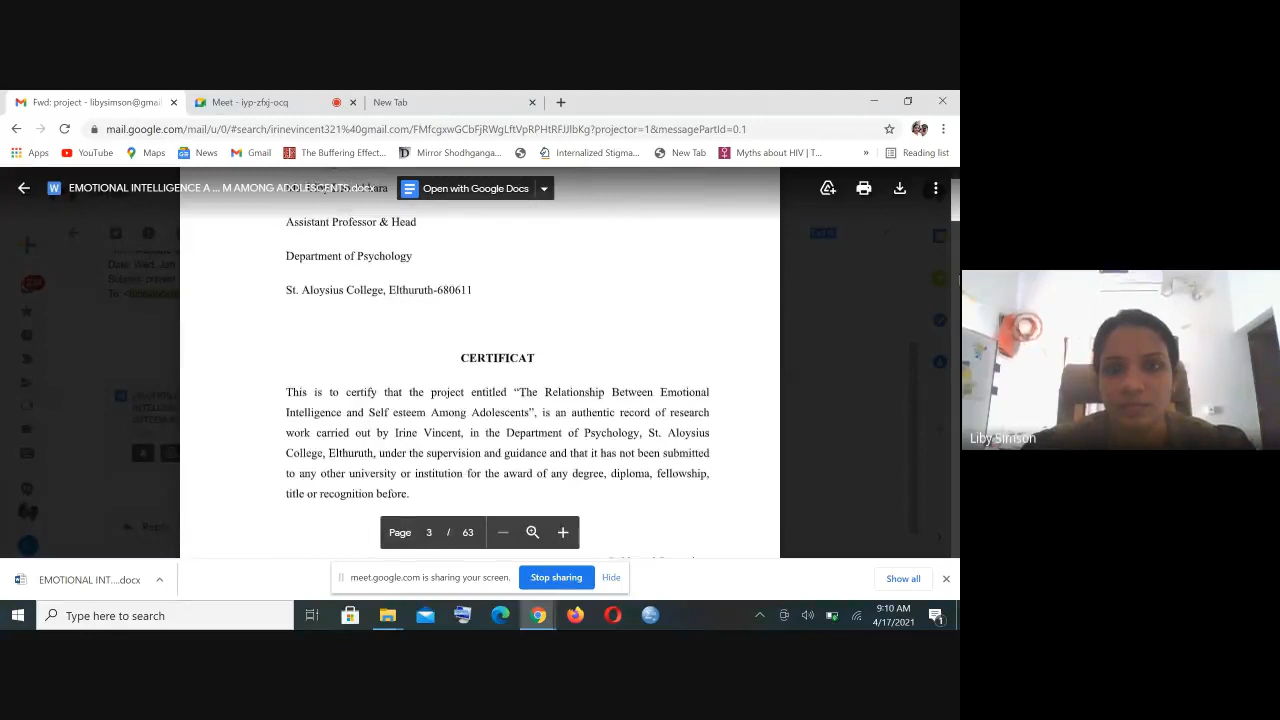 Fwd: project - libysimson@gmai
Meet - iyp-zfxj-ocq
New Tab
mail.google.com/mail/u/0/#search/irinevincent321%40gmail.com/FMfcgxwGCbFjRWgLftVpRPHtRFJJlbKg?projector=1&messagePartId=0.1
Apps
YouTube
Maps
News
Gmail
The Buffering Effect...
Mirror Shodhganga...
Internalized Stigma...
New Tab
Myths about HIV | T...
»
Reading list
EMOTIONAL INTELLIGENCE A ... M AMONG ADOLESCENTS.docx
Open with Google Docs
Assistant Professor & Head
Department of Psychology
St. Aloysius College, Elthuruth-680611
CERTIFICAT
This is to certify that the project entitled “The Relationship Between Emotional
Intelligence and Self esteem Among Adolescents”, is an authentic record of research
work carried out by Irine Vincent, in the Department of Psychology, St. Aloysius
College, Elthuruth, under the supervision and guidance and that it has not been submitted
to any other university or institution for the award of any degree, diploma, fellowship,
title or recognition before.
Page 3 / 63
Liby Simson
EMOTIONAL INT....docx
meet.google.com is sharing your screen.
Stop sharing
Hide
Show all
Type here to search
9:10 AM
4/17/2021